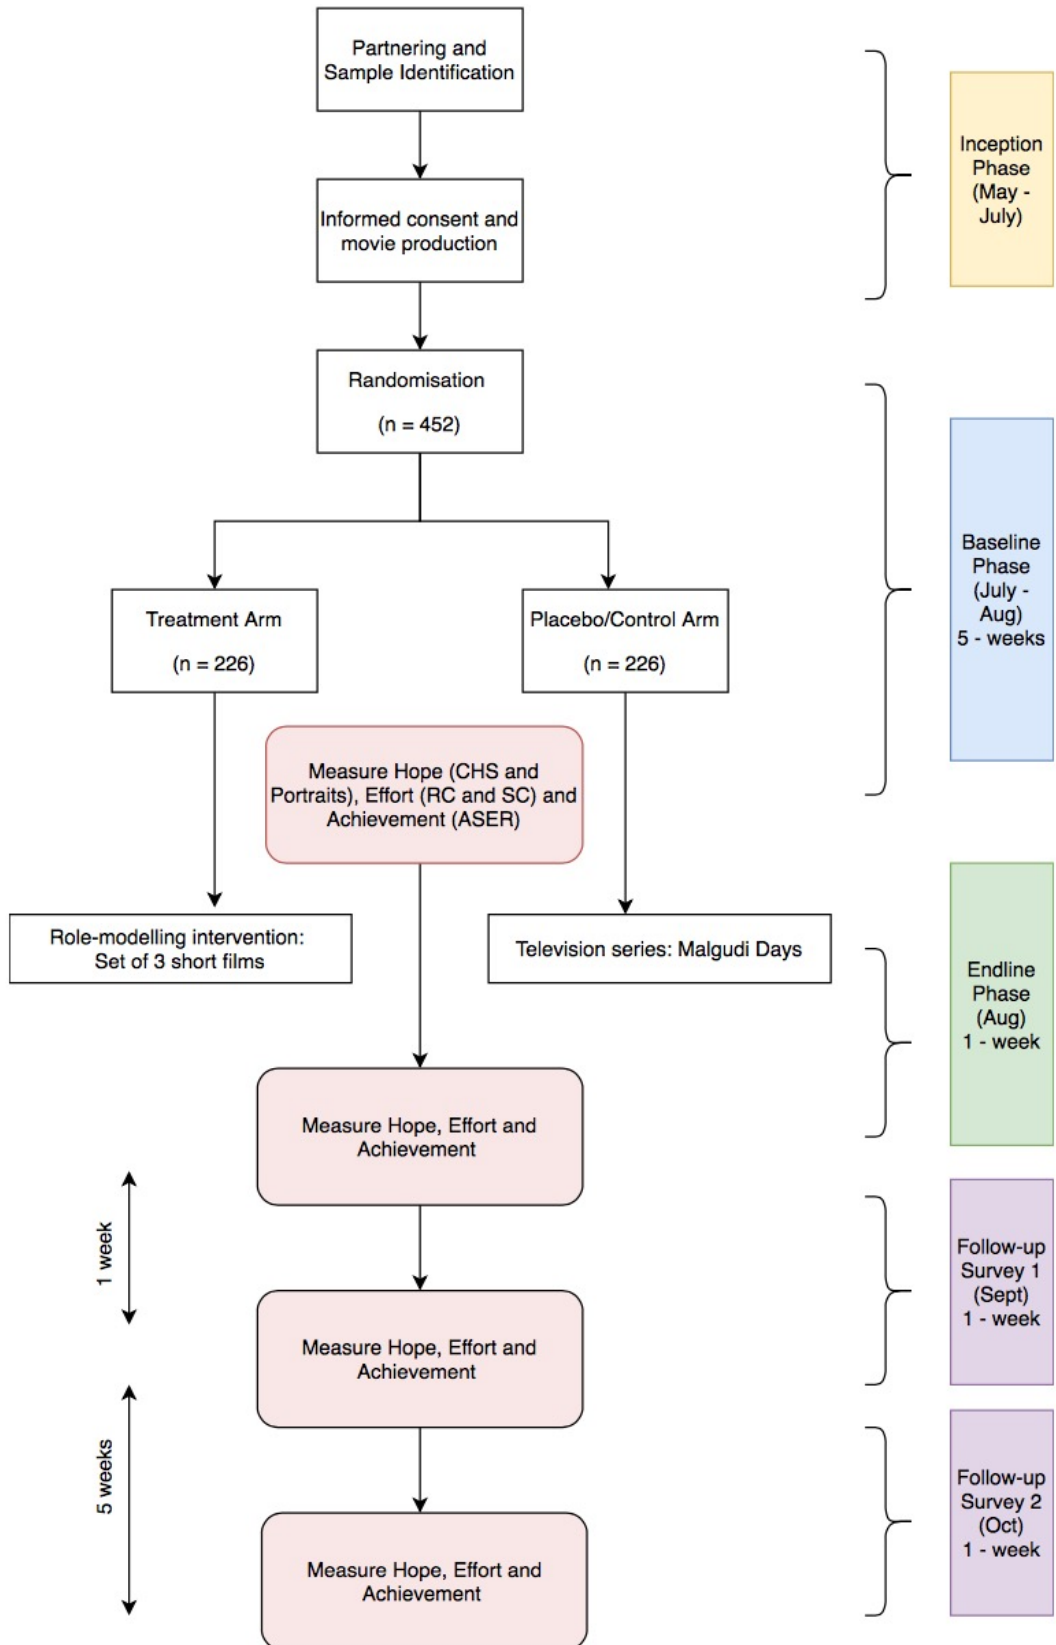 Partnering and
Sample Identification
Informed consent and
movie production
Inception
Phase
(May -
July)
Randomisation
(n = 452)
Treatment Arm
(n = 226)
Placebo/Control Arm
(n = 226)
Baseline
Phase
(July -
Aug)
5 - weeks
Measure Hope (CHS and
Portraits), Effort (RC and SC) and
Achievement (ASER)
Role-modelling intervention:
Set of 3 short films
Television series: Malgudi Days
Endline
Phase
(Aug)
1 - week
Measure Hope, Effort and
Achievement
1 week
Measure Hope, Effort and
Achievement
Follow-up
Survey 1
(Sept)
1 - week
5 weeks
Measure Hope, Effort and
Achievement
Follow-up
Survey 2
(Oct)
1 - week